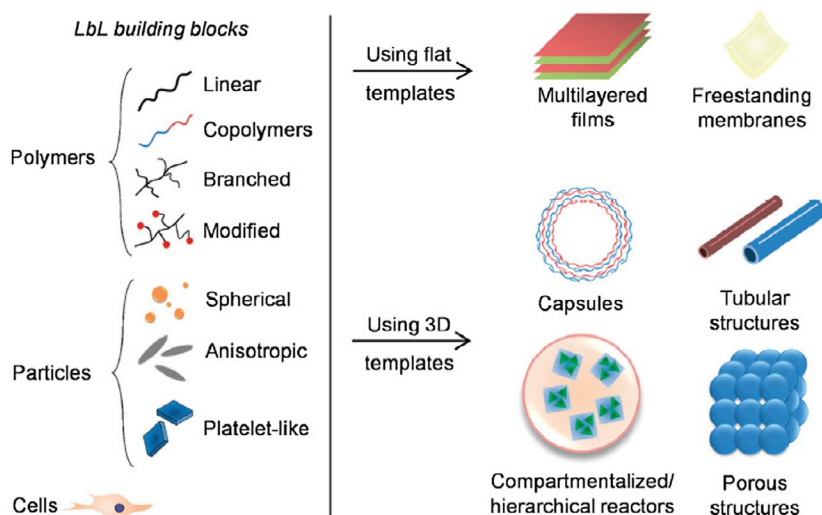 LbL building blocks
Polymers
Linear
Copolymers
Branched
Modified
Particles
Spherical
Anisotropic
Platelet-like
Cells
Using flat
templates
Multilayered
films
Freestanding
membranes
Using 3D
templates
Capsules
Tubular
structures
Compartmentalized/
hierarchical reactors
Porous
structures